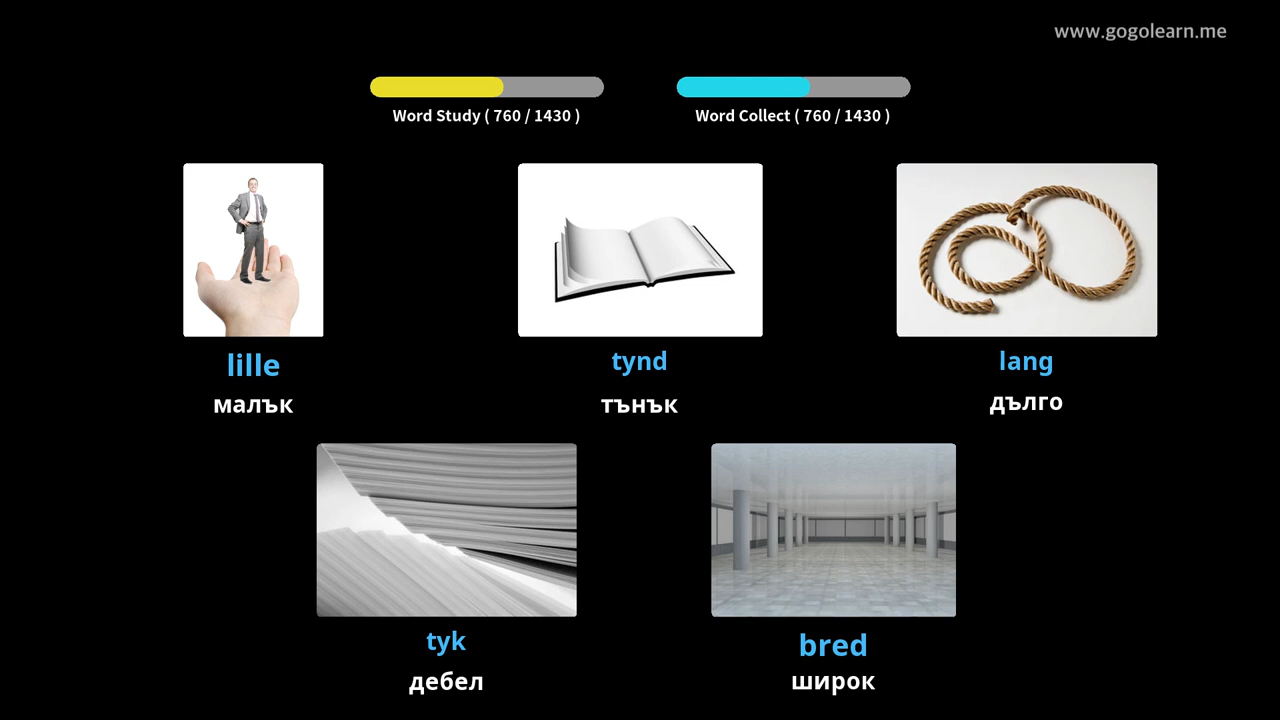 www.gogolearn.me
Word Study ( 760 / 1430 )
Word Collect ( 760 / 1430 )
lille
малък
tynd
тънък
lang
дълго
tyk
дебел
bred
широк